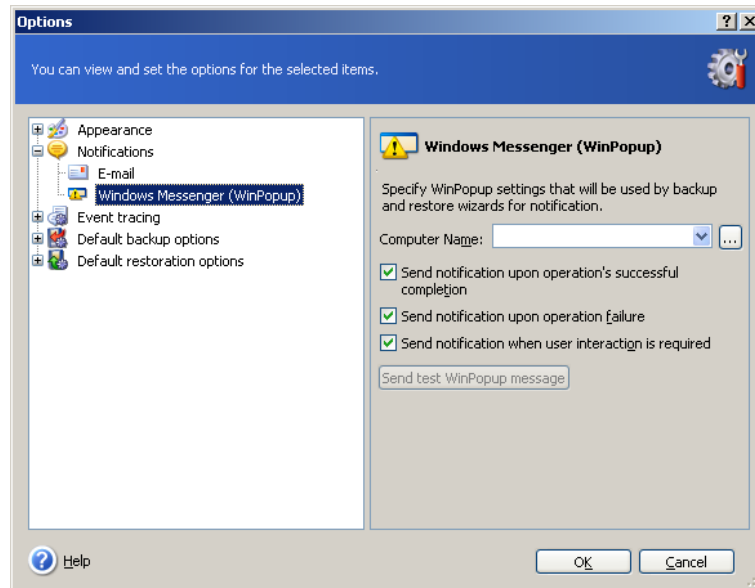 Options
You can view and set the options for the selected items.
Appearance
Notifications
E-mail
Windows Messenger (WinPopup)
Event tracing
Default backup options
Default restoration options
Windows Messenger (WinPopup)
Specify WinPopup settings that will be used by backup
and restore wizards for notification.
Computer Name:
...
Send notification upon operation's successful
completion
Send notification upon operation failure
Send notification when user interaction is required
Send test WinPopup message
Help
OK
Cancel